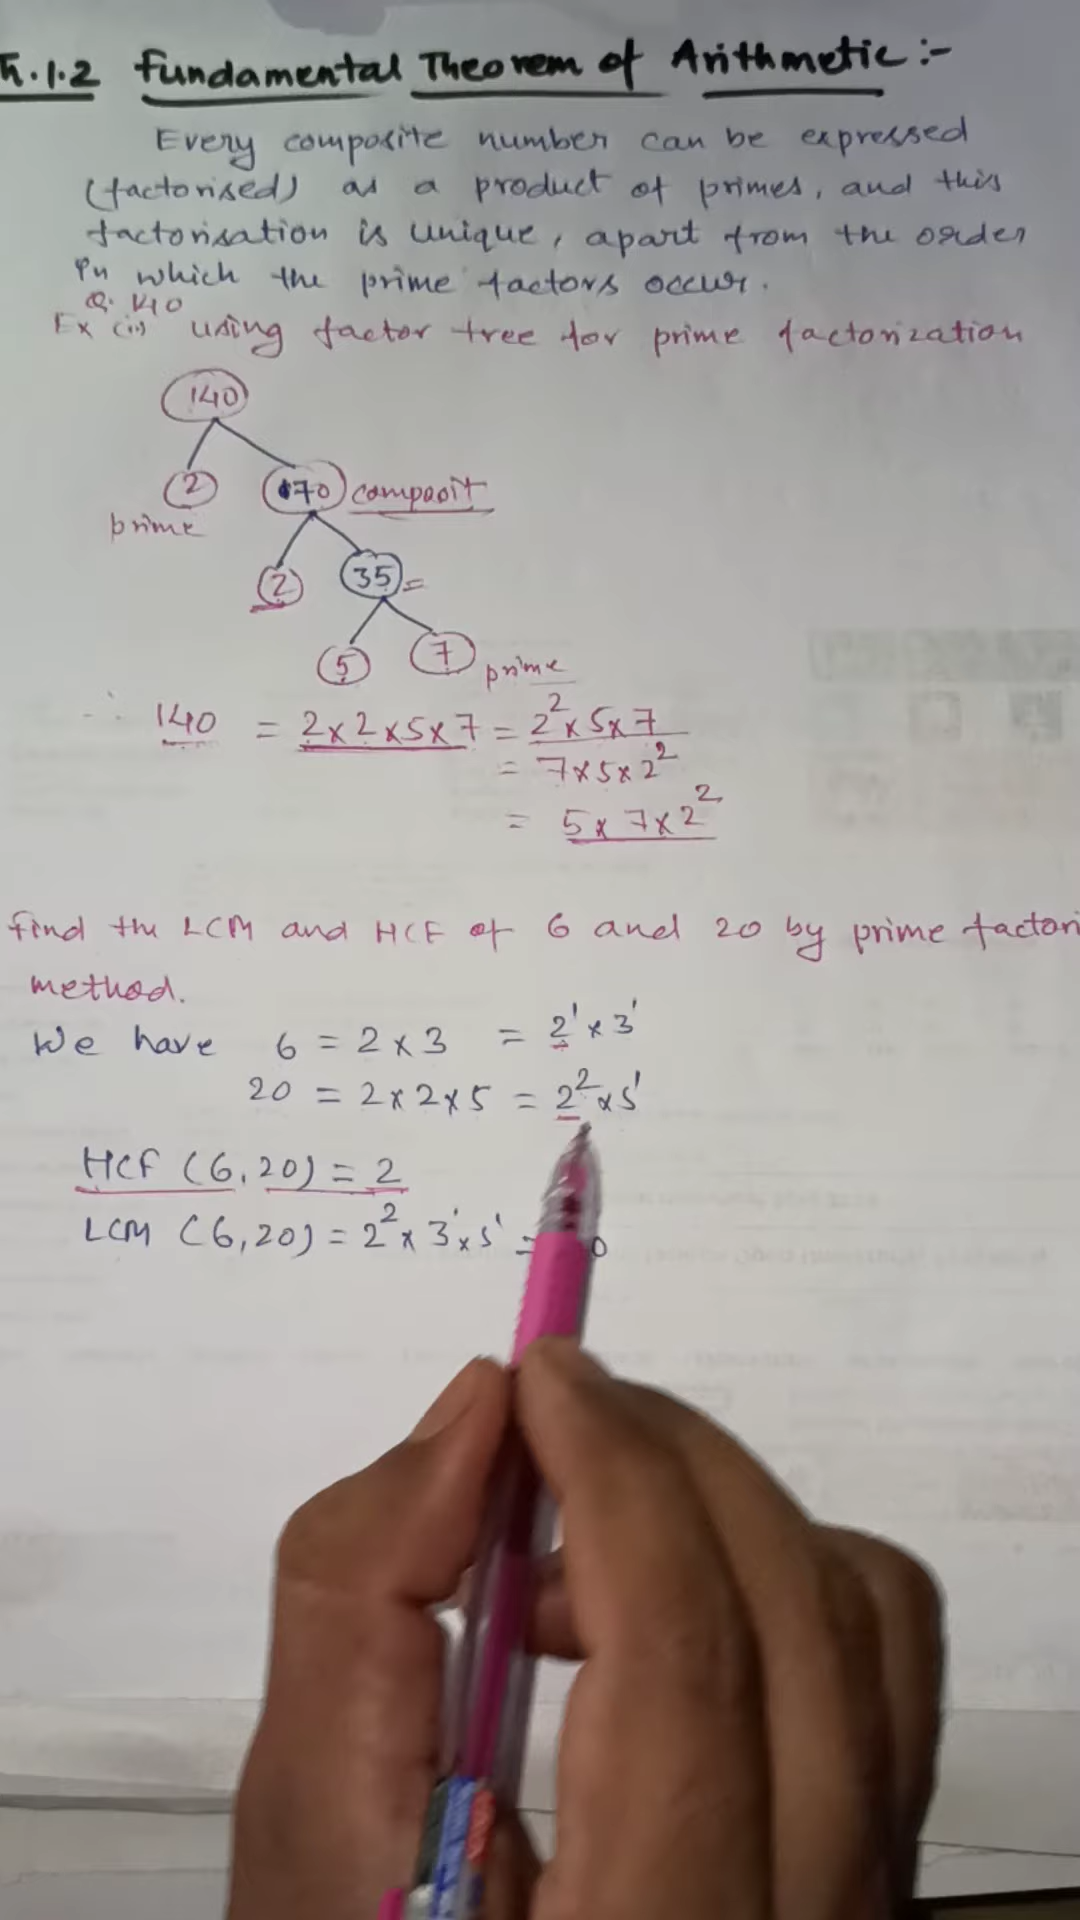 1.2 Fundamental Theorem of Arithmetic :-
Every composite number can be expressed
(factorised) as a product of primes, and this
factorisation is unique, apart from the order
in which the prime factors occur.
Q. 140
Ex (i) using factor tree for prime factorization
140
2 70 composit
prime
2 35 =
5 7 prime
∴ 140 = 2×2×5×7 = 2²×5×7
= 7×5×2²
= 5×7×2²
find the LCM and HCF of 6 and 20 by prime factori
method.
We have 6 = 2×3 = 2¹×3¹
20 = 2×2×5 = 2²×5¹
HCF (6,20) = 2
LCM (6,20) = 2²×3¹×5¹ = 0